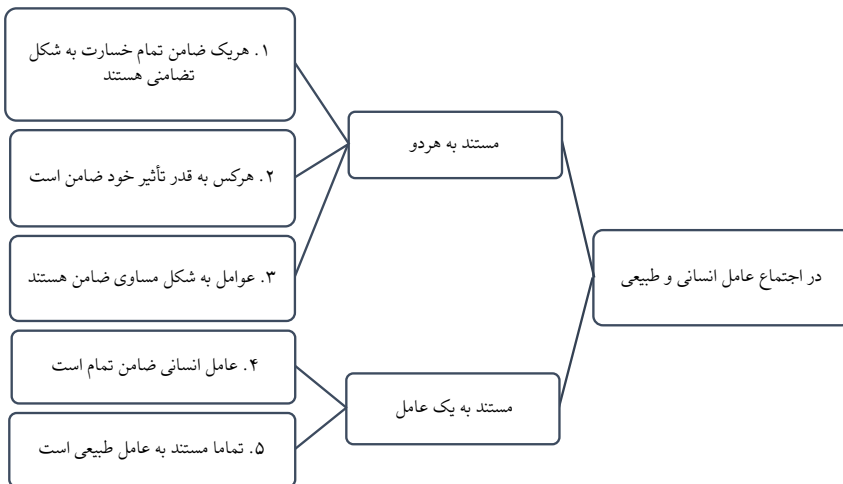 در اجتماع عامل انسانی و طبیعی
مستند به هردو
۱. هریک ضامن تمام خسارت به شکل
تضامنی هستند
۲. هرکس به قدر تأثیر خود ضامن است
۳. عوامل به شکل مساوی ضامن هستند
مستند به یک عامل
۴. عامل انسانی ضامن تمام است
۵. تماما مستند به عامل طبیعی است